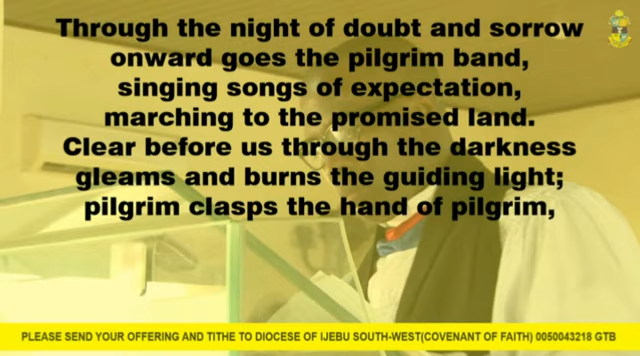 Through the night of doubt and sorrow
onward goes the pilgrim band,
singing songs of expectation,
marching to the promised land.
Clear before us through the darkness
gleams and burns the guiding light;
pilgrim clasps the hand of pilgrim,
PLEASE SEND YOUR OFFERING AND TITHE TO DIOCESE OF IJEBU SOUTH-WEST(COVENANT OF FAITH) 0050043218 GTB